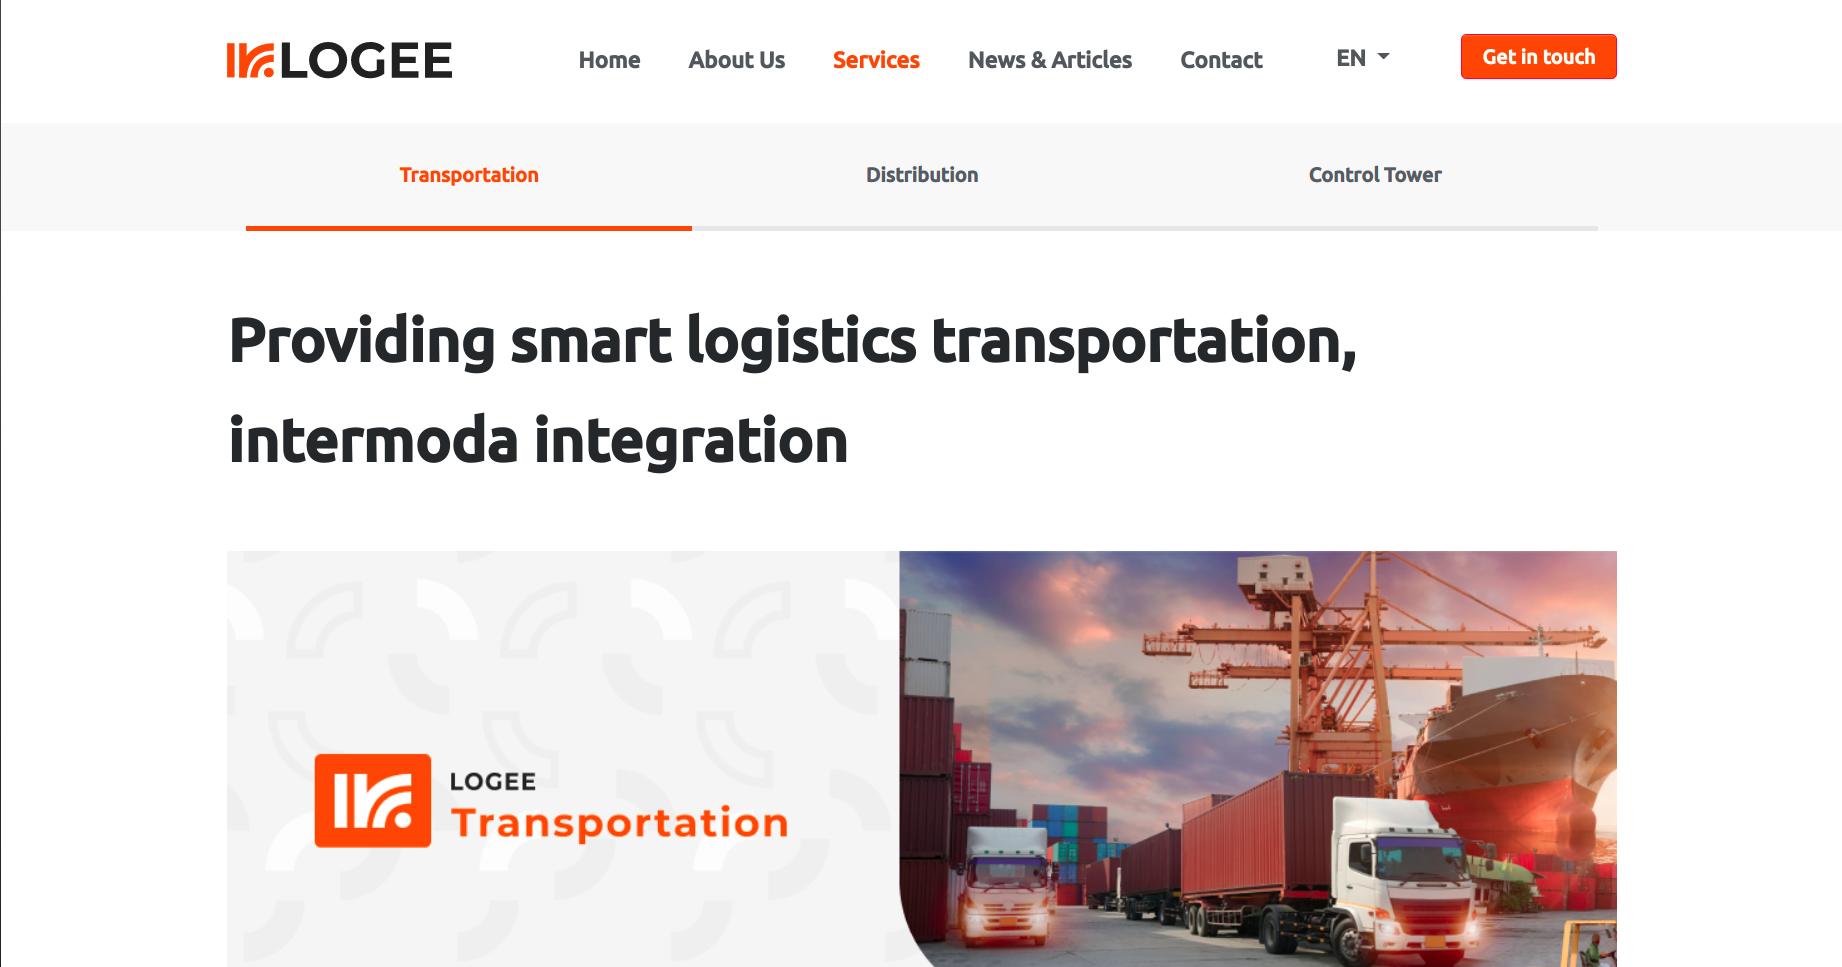 LOGEE
Home About Us Services News & Articles Contact EN Get in touch
Transportation Distribution Control Tower
Providing smart logistics transportation,
intermoda integration
LOGEE
Transportation